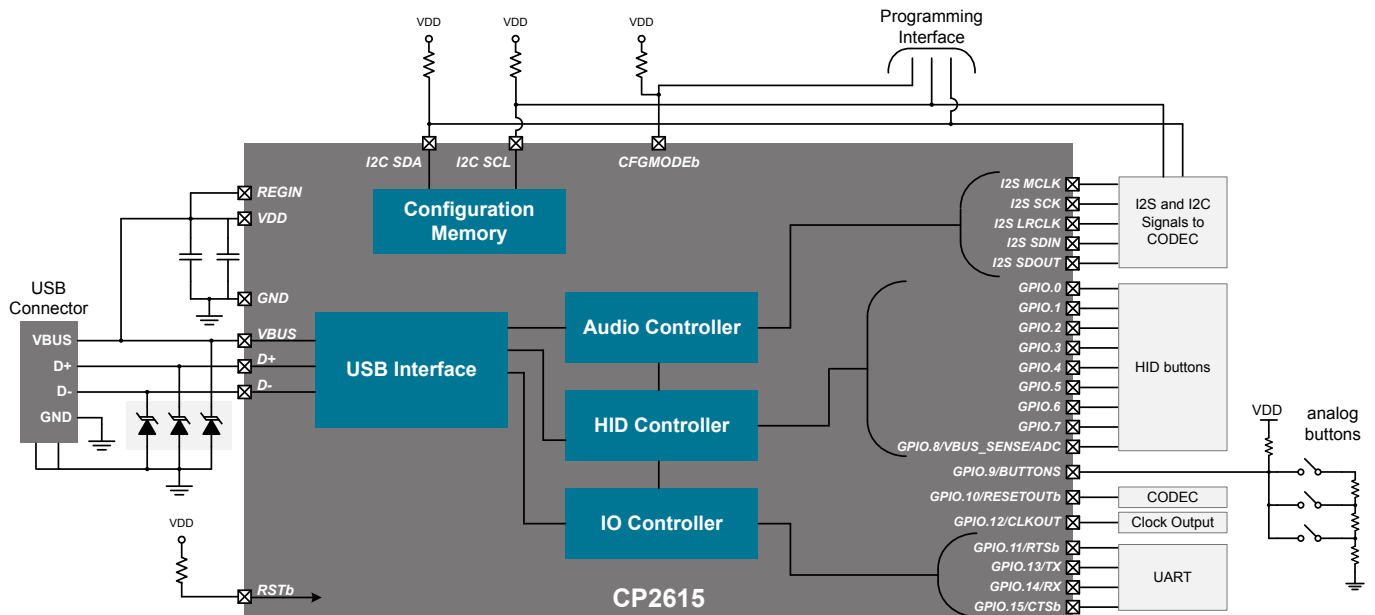 VDD
VDD
VDD
Programming
Interface
I2C SDA
I2C SCL
CFGMODEb
REGIN
VDD
GND
VBUS
D+
D-
RSTb
VDD
USB
Connector
VBUS
D+
D-
GND
Configuration
Memory
USB Interface
Audio Controller
HID Controller
IO Controller
CP2615
I2S MCLK
I2S SCK
I2S LRCLK
I2S SDIN
I2S SDOUT
I2S and I2C
Signals to
CODEC
GPIO.0
GPIO.1
GPIO.2
GPIO.3
GPIO.4
GPIO.5
GPIO.6
GPIO.7
GPIO.8/VBUS_SENSE/ADC
HID buttons
GPIO.9/BUTTONS
VDD
analog
buttons
GPIO.10/RESETOUTb
CODEC
GPIO.12/CLKOUT
Clock Output
GPIO.11/RTSb
GPIO.13/TX
GPIO.14/RX
GPIO.15/CTSb
UART